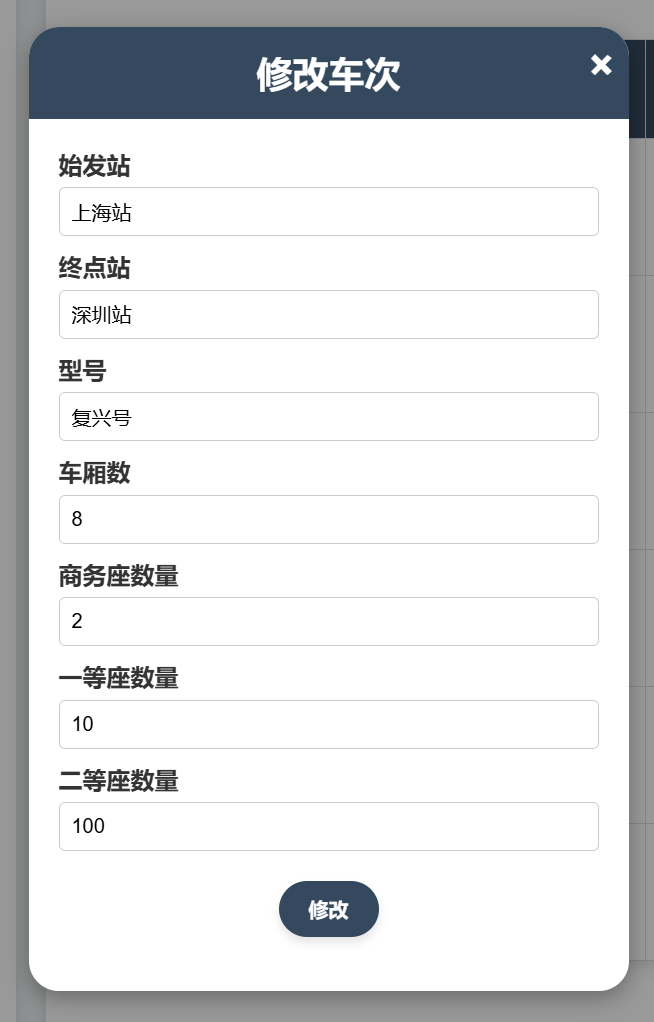 修改车次
×
始发站
上海站
终点站
深圳站
型号
复兴号
车厢数
8
商务座数量
2
一等座数量
10
二等座数量
100
修改